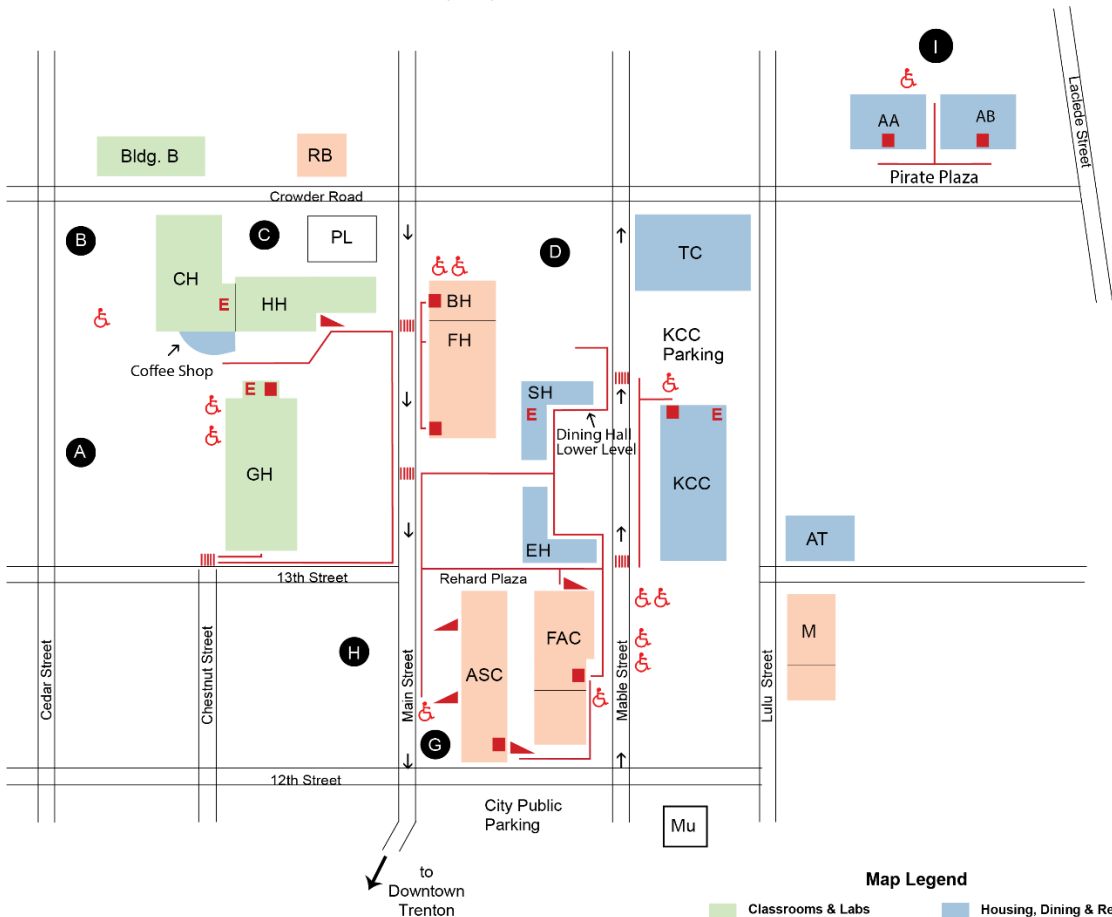 I
Laclede Street
AA
AB
Bldg. B
RB
Pirate Plaza
Crowder Road
B
C
PL
D
TC
CH
E
HH
BH
FH
KCC
Parking
Coffee Shop
E
SH
E
Dining Hall
Lower Level
E
A
GH
KCC
EH
AT
13th Street
Rehard Plaza
H
ASC
FAC
M
Cedar Street
Chestnut Street
Main Street
Mable Street
Lulu Street
G
12th Street
City Public
Parking
Mu
to
Downtown
Trenton
Map Legend
Classrooms & Labs
Housing, Dining & Re